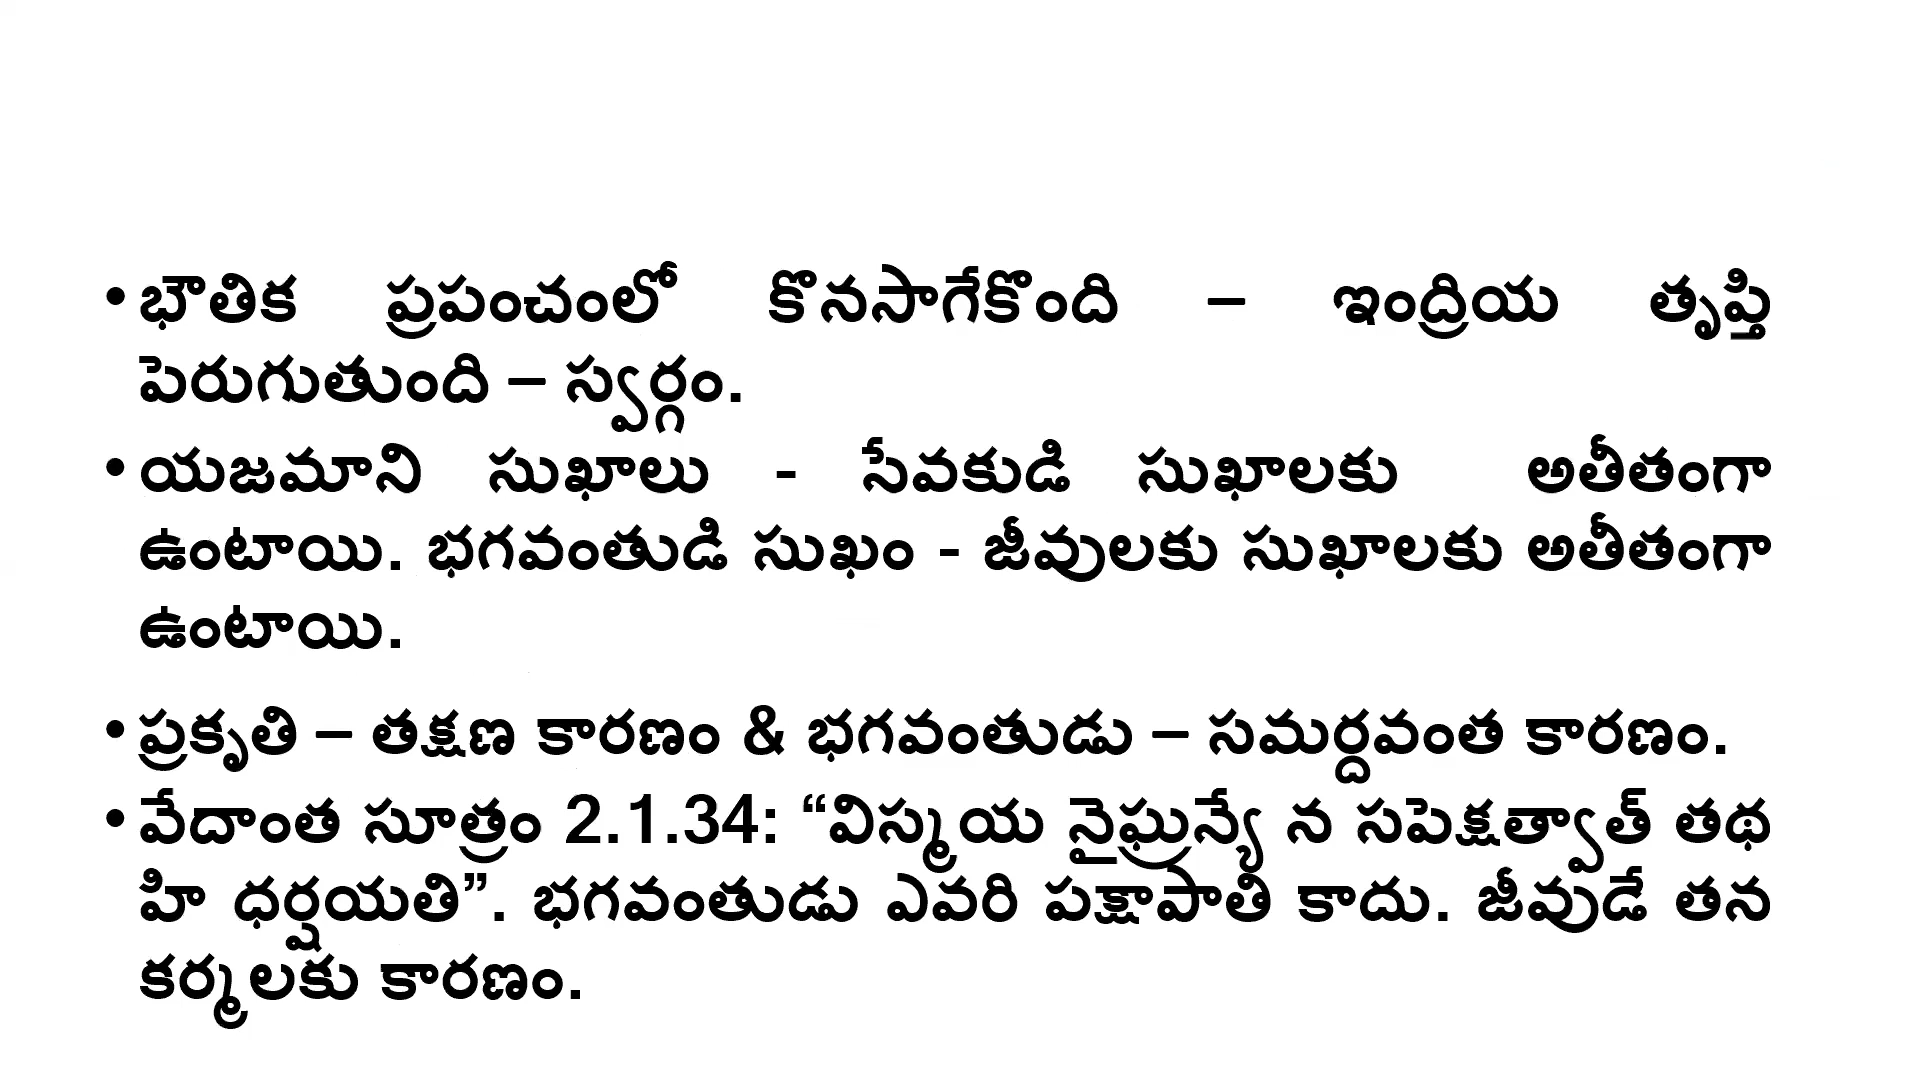 • భౌతిక ప్రపంచంలో కొనసాగేకొంది – ఇంద్రియ తృప్తి
పెరుగుతుంది – స్వర్గం.
• యజమాని సుఖాలు - సేవకుడి సుఖాలకు అతీతంగా
ఉంటాయి. భగవంతుడి సుఖం - జీవులకు సుఖాలకు అతీతంగా
ఉంటాయి.
• ప్రకృతి – తక్షణ కారణం & భగవంతుడు – సమర్ధవంత కారణం.
• వేదాంత సూత్రం 2.1.34: “విస్మయ నైఘ్రన్యే న సపెక్షత్వాత్ తథ
హి ధర్షయతి”. భగవంతుడు ఎవరి పక్షాపాతి కాదు. జీవుడే తన
కర్మలకు కారణం.